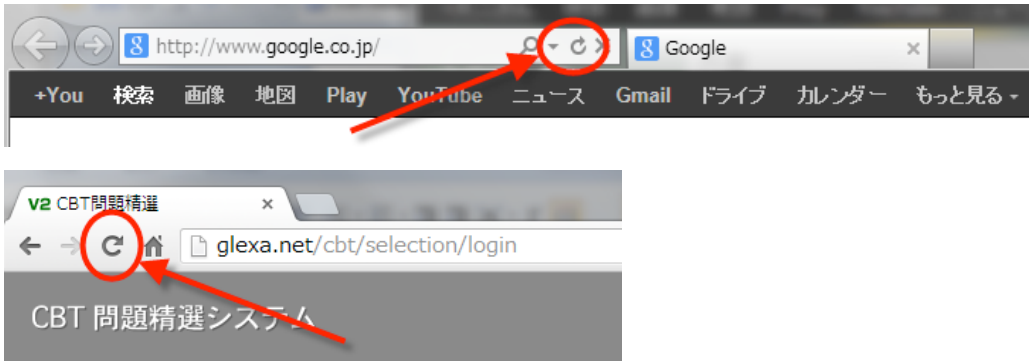 http://www.google.co.jp/ Google
+You 検索 画像 地図 Play YouTube ニュース Gmail ドライブ カレンダー もっと見る
V2 CBT問題精選
glexa.net/cbt/selection/login
CBT 問題精選システム